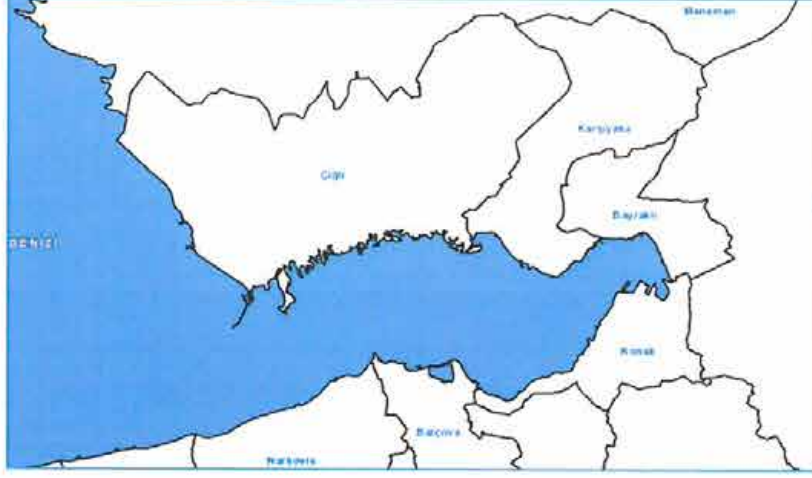 Menemen
Karşıyaka
Çiğli
Bayraklı
DENİZİ
Konak
Balçova
Narlıdere